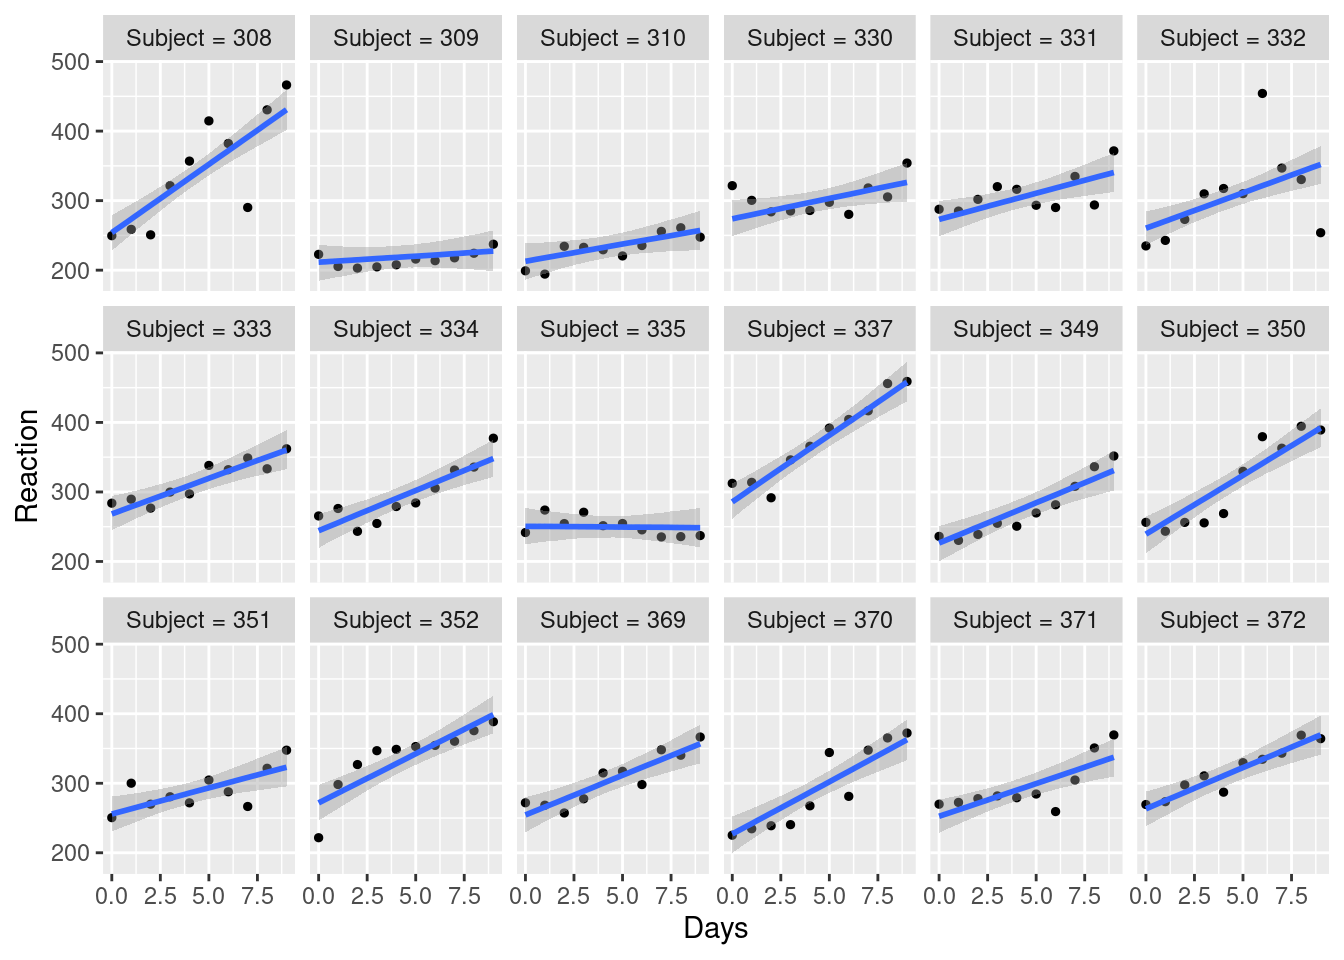 Subject = 308 Subject = 309 Subject = 310 Subject = 330 Subject = 331 Subject = 332
500
400
300
200
Subject = 333 Subject = 334 Subject = 335 Subject = 337 Subject = 349 Subject = 350
500
400
300
200
Reaction
Subject = 351 Subject = 352 Subject = 369 Subject = 370 Subject = 371 Subject = 372
500
400
300
200
0.0 2.5 5.0 7.5 0.0 2.5 5.0 7.5 0.0 2.5 5.0 7.5 0.0 2.5 5.0 7.5 0.0 2.5 5.0 7.5 0.0 2.5 5.0 7.5
Days